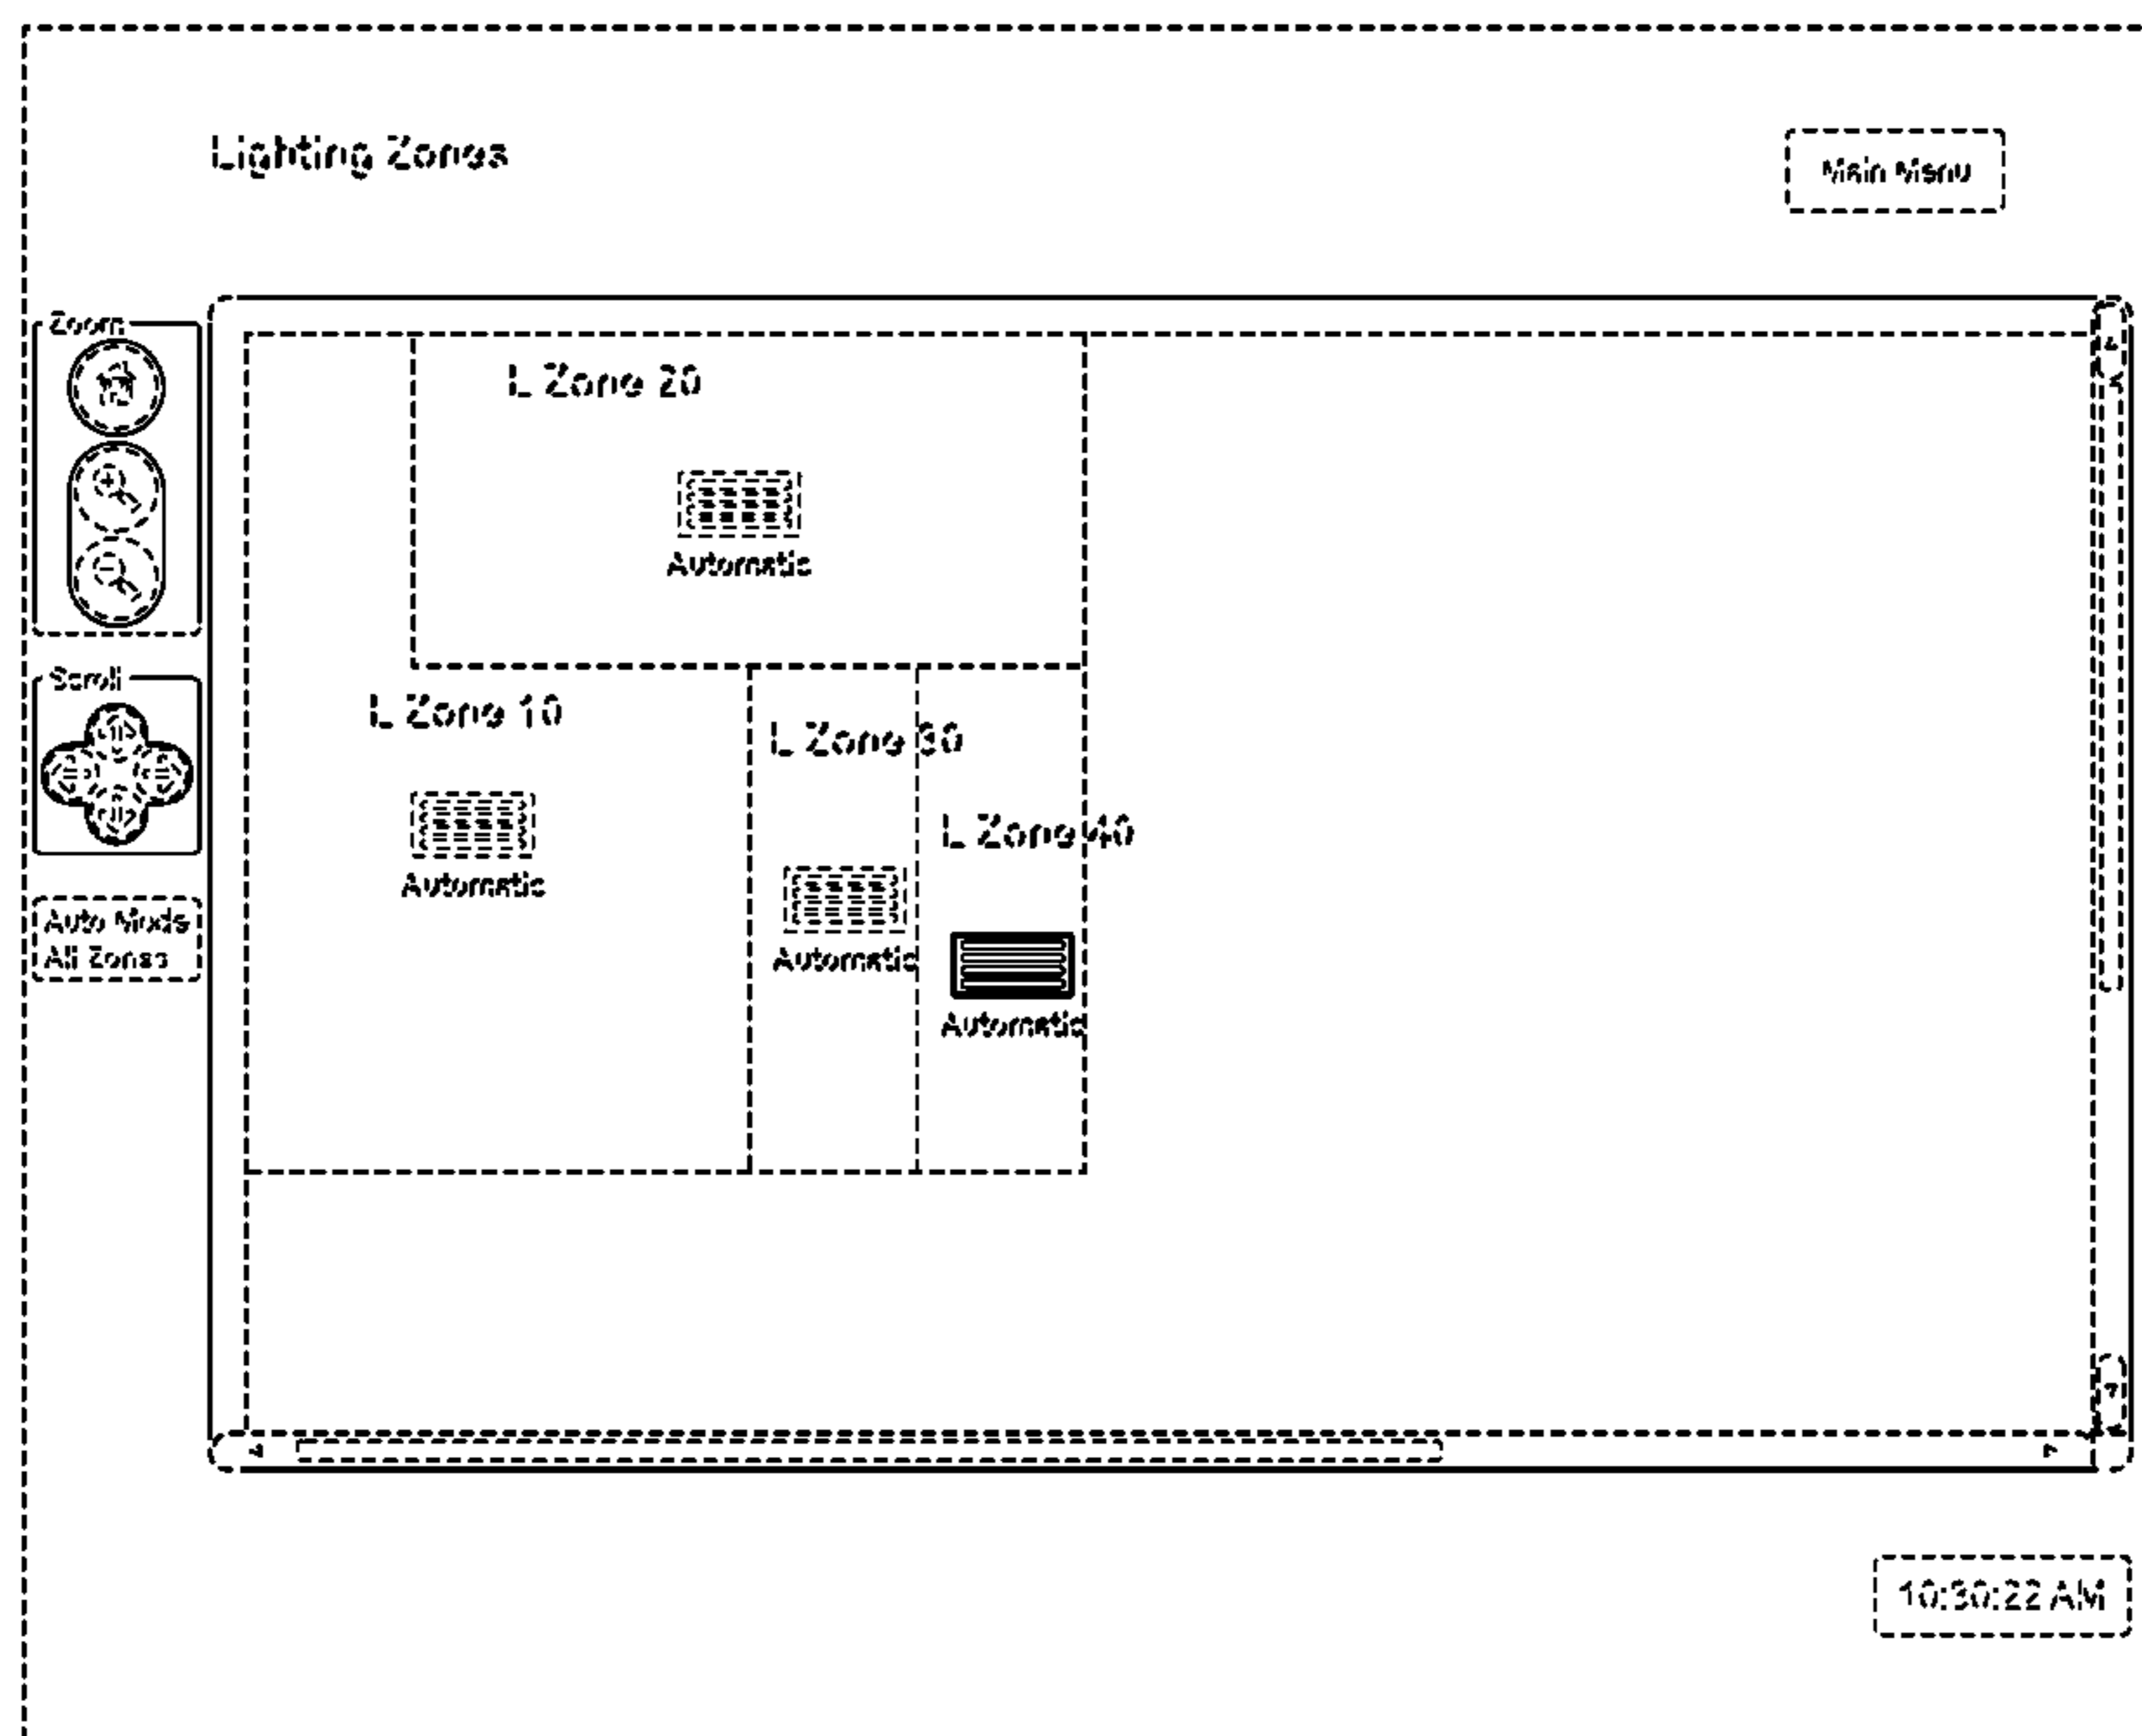 Lighting Zones
Main Menu
Zoom
L Zone 20
Automatic
Scroll
L Zone 10
L Zone 30
L Zone 40
Automatic
Auto Mode
All Zones
Automatic
Automatic
10:30:22 AM